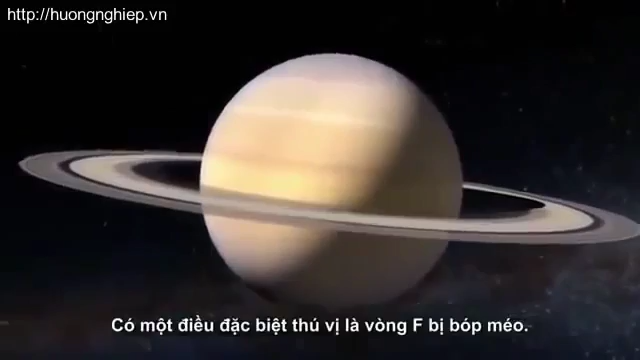 http://huongnghiep.vn
Có một điều đặc biệt thú vị là vòng F bị bóp méo.